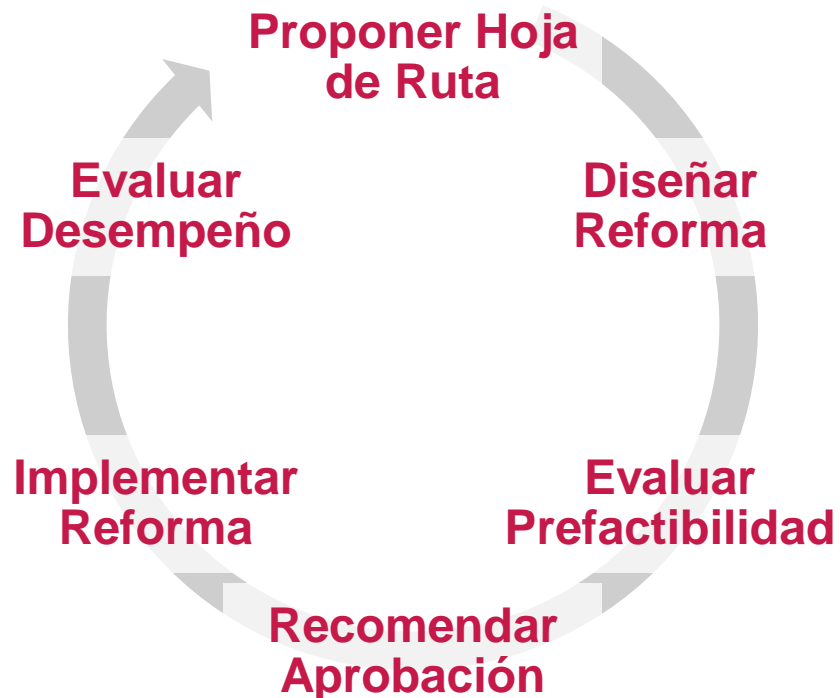 Proponer Hoja
de Ruta
Diseñar
Reforma
Evaluar
Prefactibilidad
Recomendar
Aprobación
Implementar
Reforma
Evaluar
Desempeño